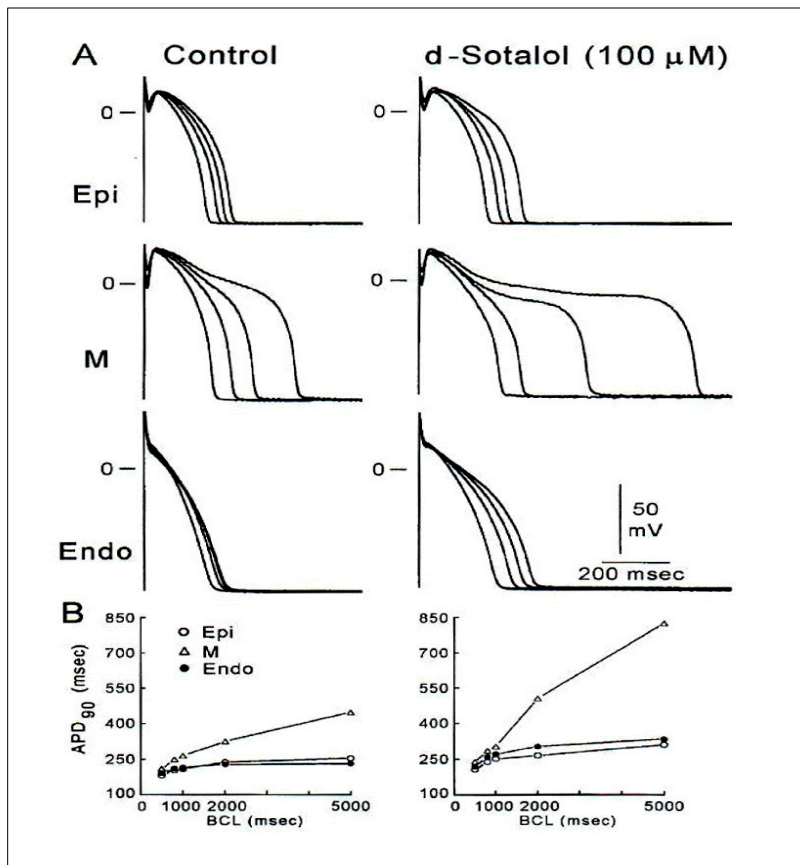 A Control d-Sotalol (100 μM)
0 — 0 —
Epi
0 — 0 —
M
0 — 0 —
50
mV
Endo
200 msec
B
850 850
Epi
700 M 700
Endo
550 550
400 400
250 250
100 100
APD90 (msec)
0 1000 2000 5000 0 1000 2000 5000
BCL (msec) BCL (msec)